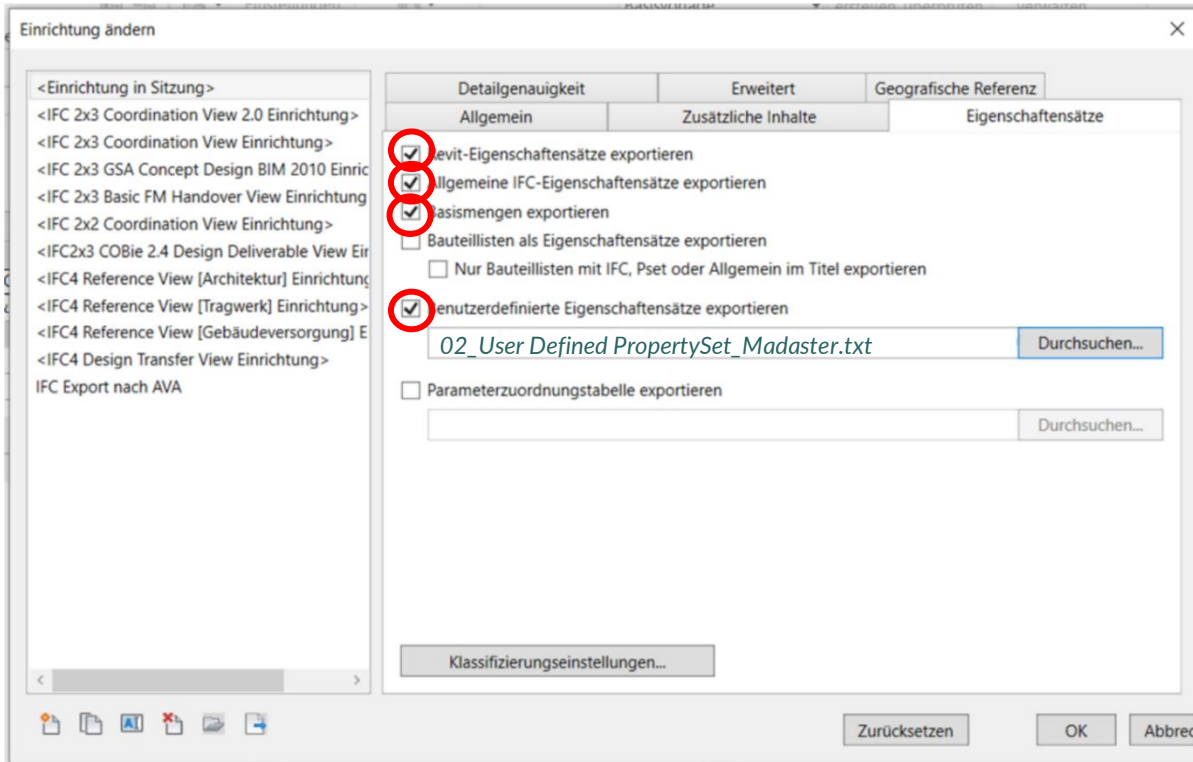 Einrichtung ändern
<Einrichtung in Sitzung>
<IFC 2x3 Coordination View 2.0 Einrichtung>
<IFC 2x3 Coordination View Einrichtung>
<IFC 2x3 GSA Concept Design BIM 2010 Einric
<IFC 2x3 Basic FM Handover View Einrichtung
<IFC 2x2 Coordination View Einrichtung>
<IFC2x3 COBie 2.4 Design Deliverable View Ein
<IFC4 Reference View [Architektur] Einrichtung
<IFC4 Reference View [Tragwerk] Einrichtung>
<IFC4 Reference View [Gebäudeversorgung] E
<IFC4 Design Transfer View Einrichtung>
IFC Export nach AVA
Detailgenauigkeit Erweitert Geografische Referenz
Allgemein Zusätzliche Inhalte Eigenschaftensätze
Revit-Eigenschaftensätze exportieren
Allgemeine IFC-Eigenschaftensätze exportieren
Basismengen exportieren
Bauteillisten als Eigenschaftensätze exportieren
Nur Bauteillisten mit IFC, Pset oder Allgemein im Titel exportieren
Benutzerdefinierte Eigenschaftensätze exportieren
02_User Defined PropertySet_Madaster.txt Durchsuchen...
Parameterzuordnungstabelle exportieren
Durchsuchen...
Klassifizierungseinstellungen...
Zurücksetzen OK Abbrec